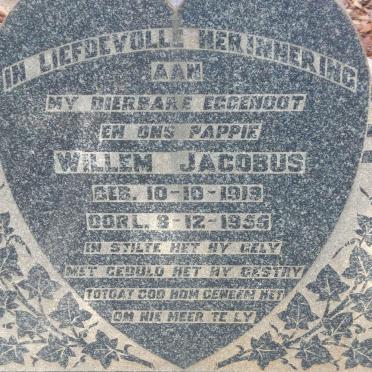 IN LIEFDEVOLLE HERINNERING
AAN
MY DIERBARE EGGENOOT
EN ONS PAPPIE
WILLEM JACOBUS
GEB. 10-10-1919
OORL. 9-12-1959
IN STILTE HET HY GELY
MET GEDULD HET HY GESTRY
TOTDAT GOD HOM GENEEM HET
OM NIE MEER TE LY